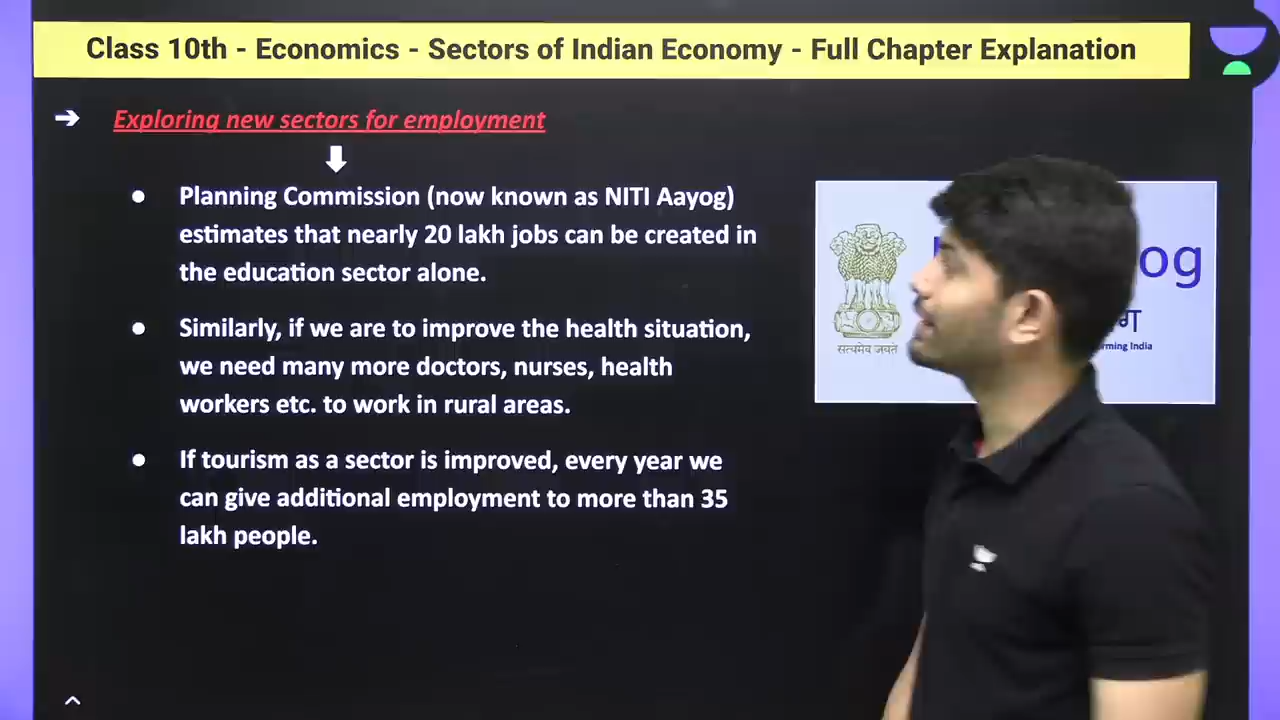 Class 10th - Economics - Sectors of Indian Economy - Full Chapter Explanation
Exploring new sectors for employment
Planning Commission (now known as NITI Aayog)
estimates that nearly 20 lakh jobs can be created in
the education sector alone.
Similarly, if we are to improve the health situation,
we need many more doctors, nurses, health
workers etc. to work in rural areas.
If tourism as a sector is improved, every year we
can give additional employment to more than 35
lakh people.
सत्यमेव जयते
India